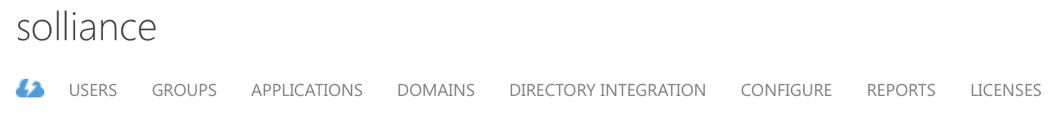 solliance
USERS GROUPS APPLICATIONS DOMAINS DIRECTORY INTEGRATION CONFIGURE REPORTS LICENSES